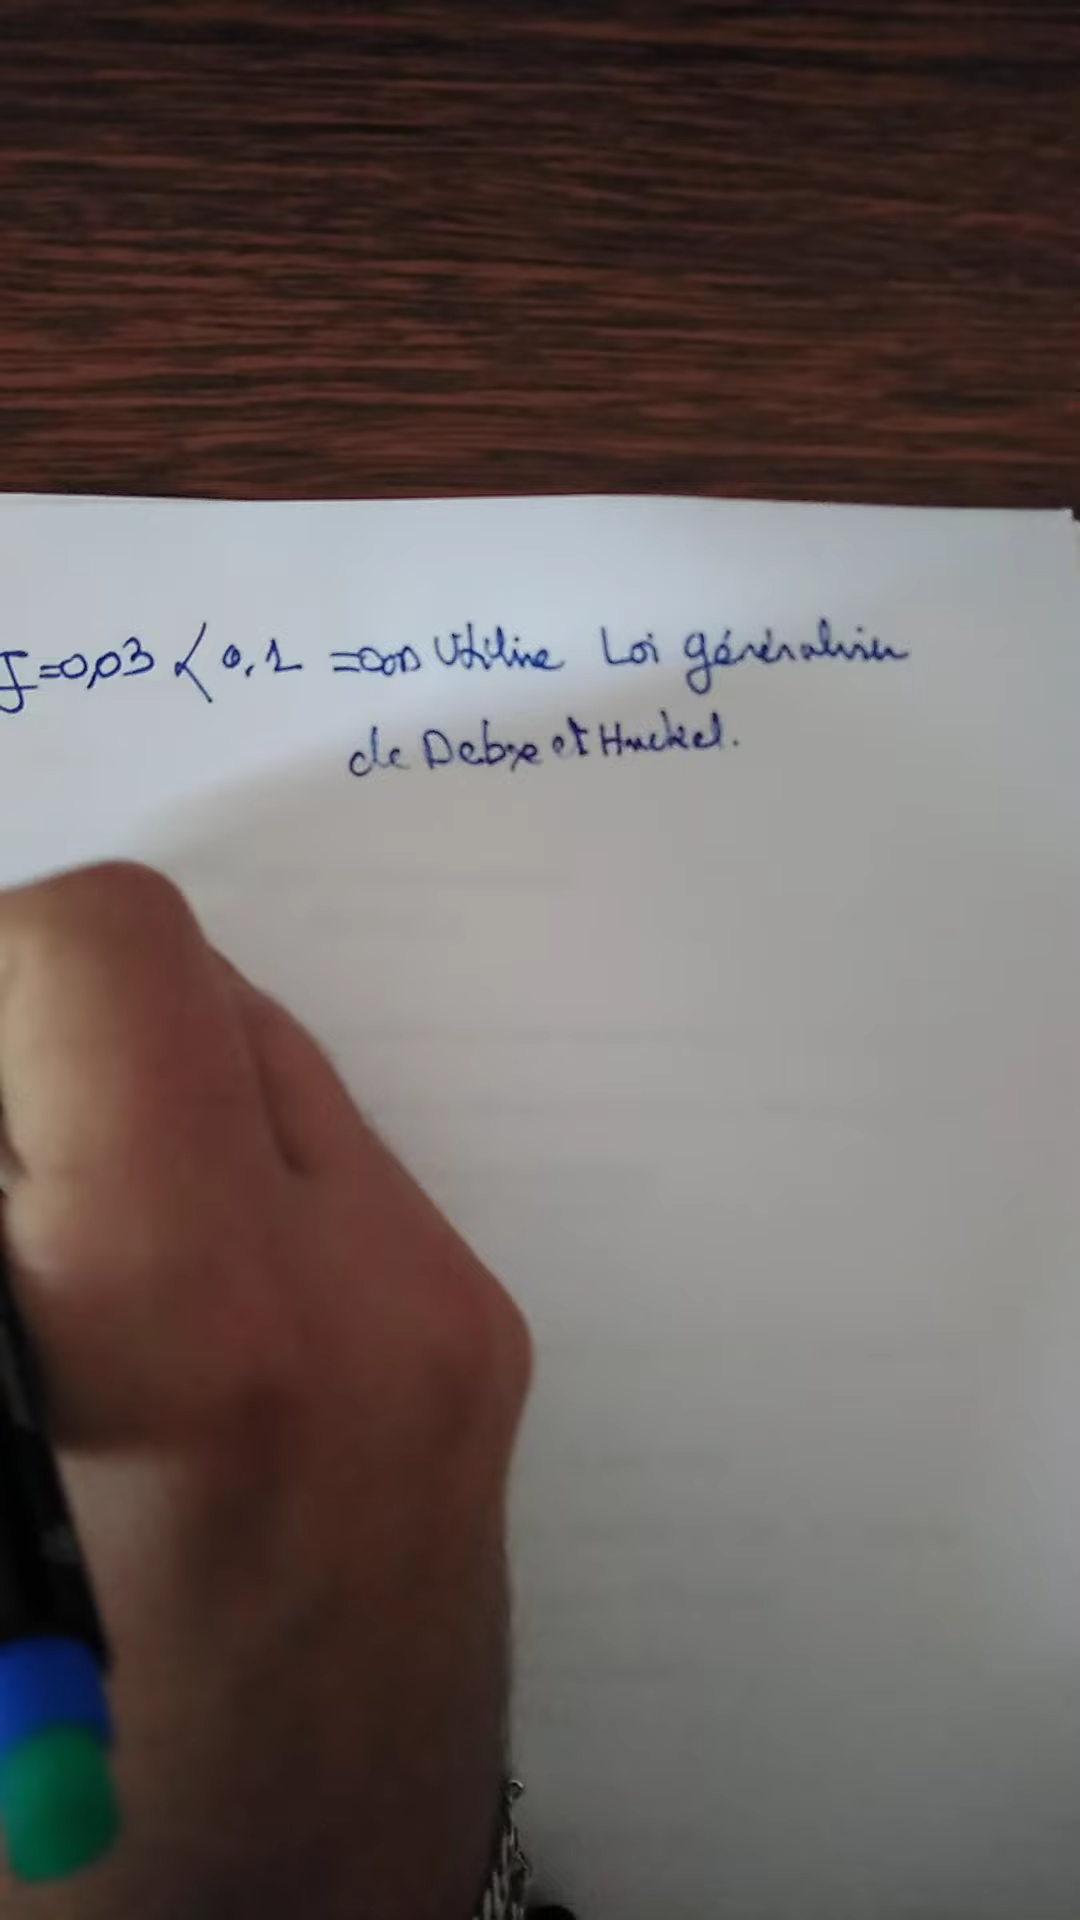 I=0,03 < 0,1 => on Utilise Loi généralisée
de Debye et Huckel.